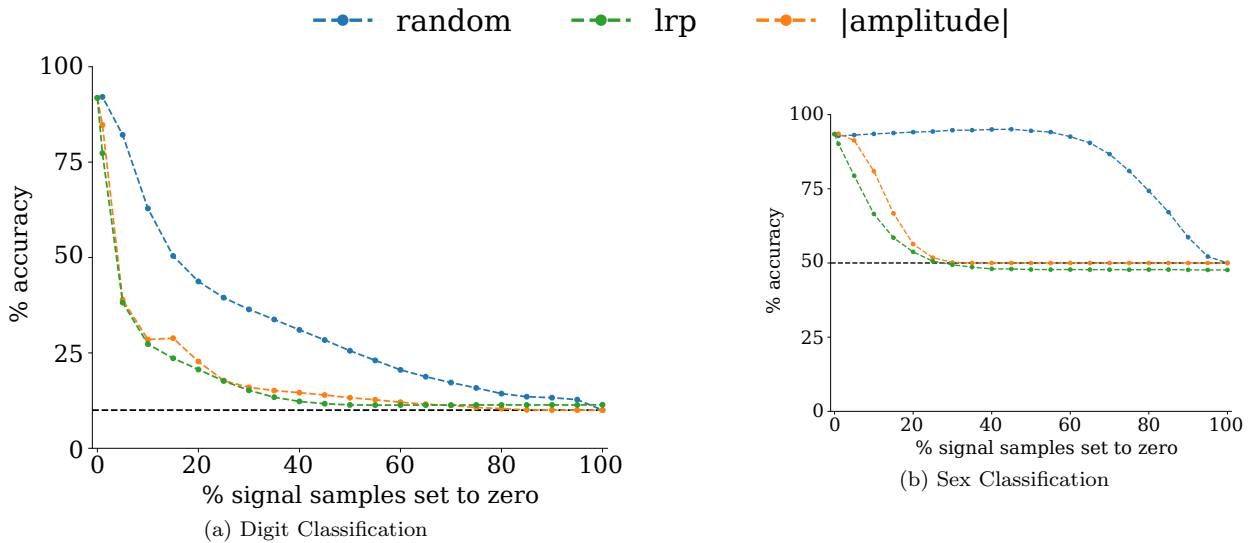 random lrp |amplitude|
100
75
50
25
0
% accuracy
0 20 40 60 80 100
% signal samples set to zero
(a) Digit Classification
100
75
50
25
0
% accuracy
0 20 40 60 80 100
% signal samples set to zero
(b) Sex Classification